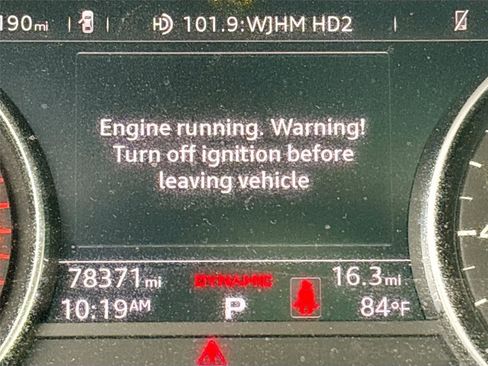 190mi 101.9:WJHM HD2
Engine running. Warning!
Turn off ignition before
leaving vehicle
78371mi DYNAMIC 16.3mi
10:19AM P 84°F